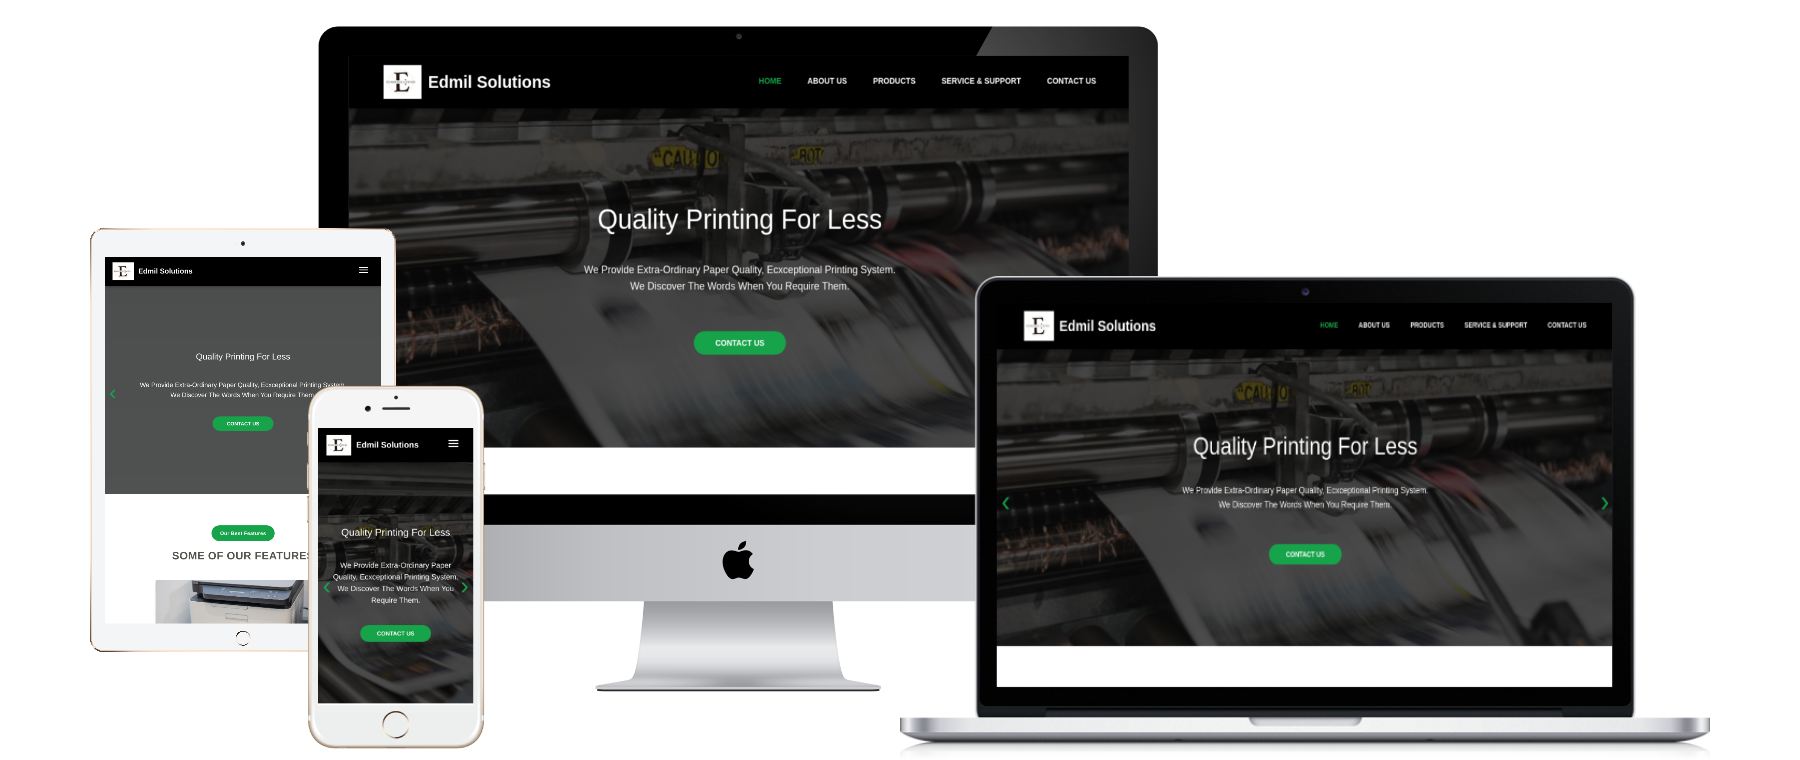 E
Edmil Solutions
HOME
ABOUT US
PRODUCTS
SERVICE & SUPPORT
CONTACT US
Quality Printing For Less
We Provide Extra-Ordinary Paper Quality, Ecxceptional Printing System.
We Discover The Words When You Require Them.
CONTACT US
E
Edmil Solutions
Quality Printing For Less
We Provide Extra-Ordinary Paper Quality, Ecxceptional Printing System.
We Discover The Words When You Require Them.
CONTACT US
Our Best Features
SOME OF OUR FEATURES
E
Edmil Solutions
Quality Printing For Less
We Provide Extra-Ordinary Paper
Quality, Ecxceptional Printing System.
We Discover The Words When You
Require Them.
CONTACT US
E
Edmil Solutions
HOME
ABOUT US
PRODUCTS
SERVICE & SUPPORT
CONTACT US
Quality Printing For Less
We Provide Extra-Ordinary Paper Quality, Ecxceptional Printing System.
We Discover The Words When You Require Them.
CONTACT US